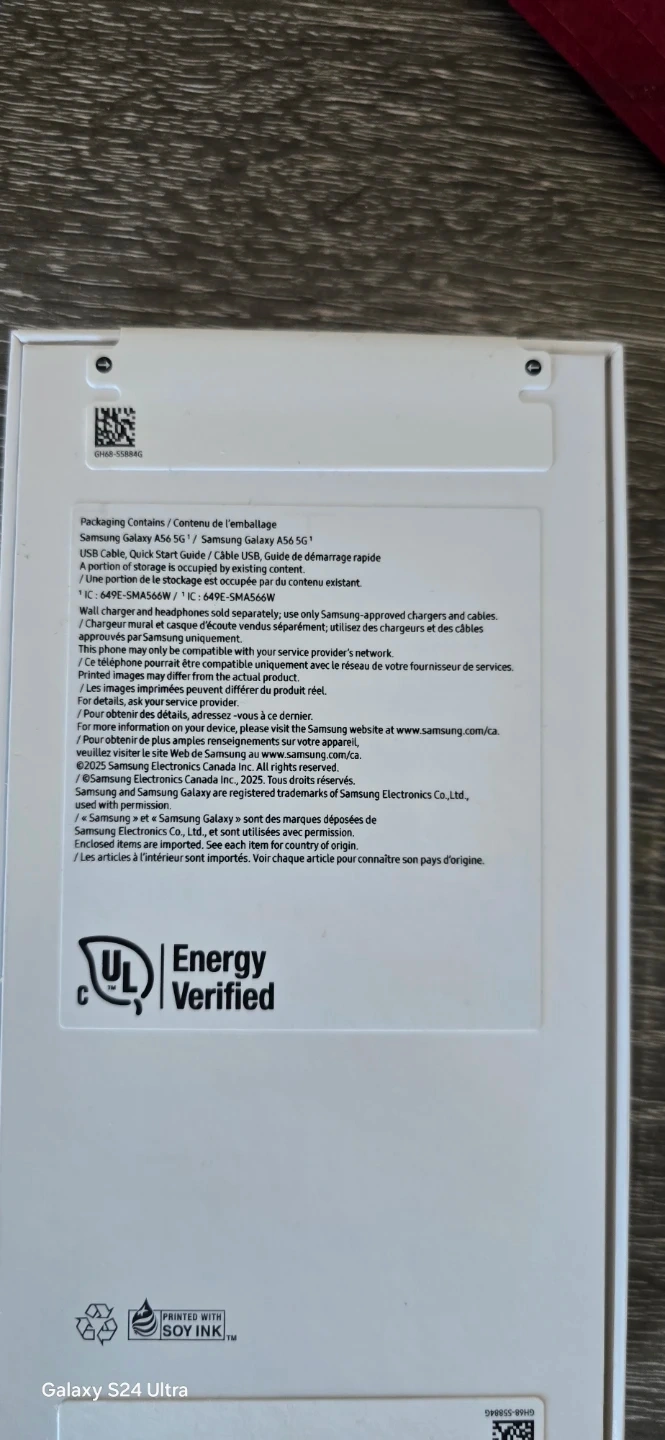 GH68-55884G
Packaging Contains / Contenu de l'emballage
Samsung Galaxy A56 5G ¹ / Samsung Galaxy A56 5G ¹
USB Cable, Quick Start Guide / Câble USB, Guide de démarrage rapide
A portion of storage is occupied by existing content.
/ Une portion de le stockage est occupée par du contenu existant.
¹ IC : 649E-SMA566W / ¹ IC : 649E-SMA566W
Wall charger and headphones sold separately; use only Samsung-approved chargers and cables.
/ Chargeur mural et casque d'écoute vendus séparément; utilisez des chargeurs et des câbles
approuvés par Samsung uniquement.
This phone may only be compatible with your service provider's network.
/ Ce téléphone pourrait être compatible uniquement avec le réseau de votre fournisseur de services.
Printed images may differ from the actual product.
/ Les images imprimées peuvent différer du produit réel.
For details, ask your service provider.
/ Pour obtenir des détails, adressez -vous à ce dernier.
For more information on your device, please visit the Samsung website at www.samsung.com/ca.
/ Pour obtenir de plus amples renseignements sur votre appareil,
veuillez visiter le site Web de Samsung au www.samsung.com/ca.
©2025 Samsung Electronics Canada Inc. All rights reserved.
/ ©Samsung Electronics Canada Inc., 2025. Tous droits réservés.
Samsung and Samsung Galaxy are registered trademarks of Samsung Electronics Co.,Ltd.,
used with permission.
/ « Samsung » et « Samsung Galaxy » sont des marques déposées de
Samsung Electronics Co., Ltd., et sont utilisées avec permission.
Enclosed items are imported. See each item for country of origin.
/ Les articles à l'intérieur sont importés. Voir chaque article pour connaître son pays d'origine.
C UL ™
Energy
Verified
PRINTED WITH
SOY INK ™
Galaxy S24 Ultra
GH68-55884G